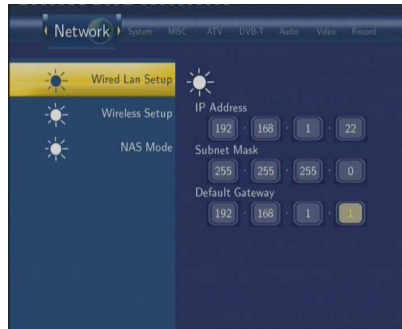 Network System MISC ATV DVB-T Audio Video Record
Wired Lan Setup
Wireless Setup
NAS Mode
IP Address
192 · 168 · 1 · 22
Subnet Mask
255 · 255 · 255 · 0
Default Gateway
192 · 168 · 1 · 1